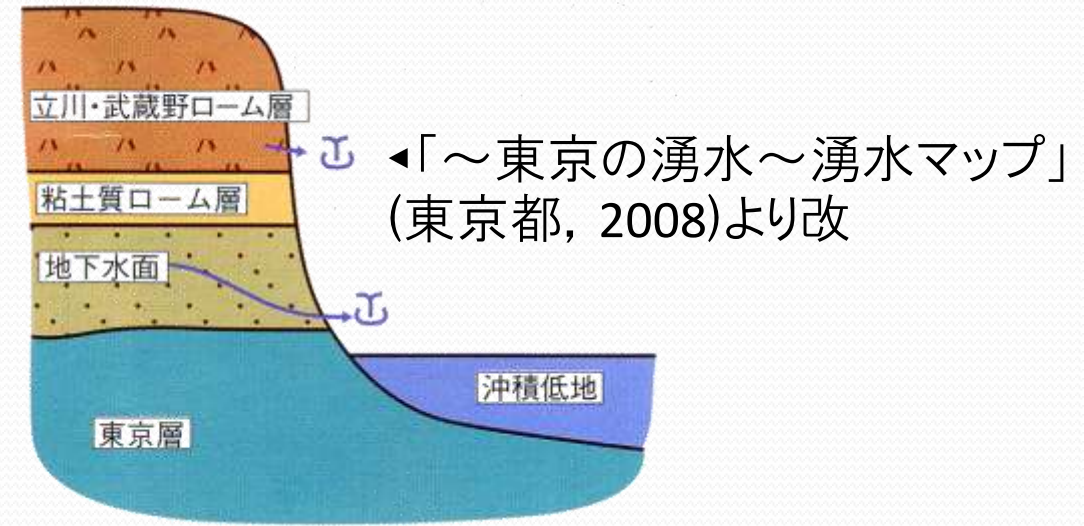 立川・武蔵野ローム層
粘土質ローム層
地下水面
東京層
沖積低地
◂「～東京の湧水～湧水マップ」
(東京都, 2008)より改